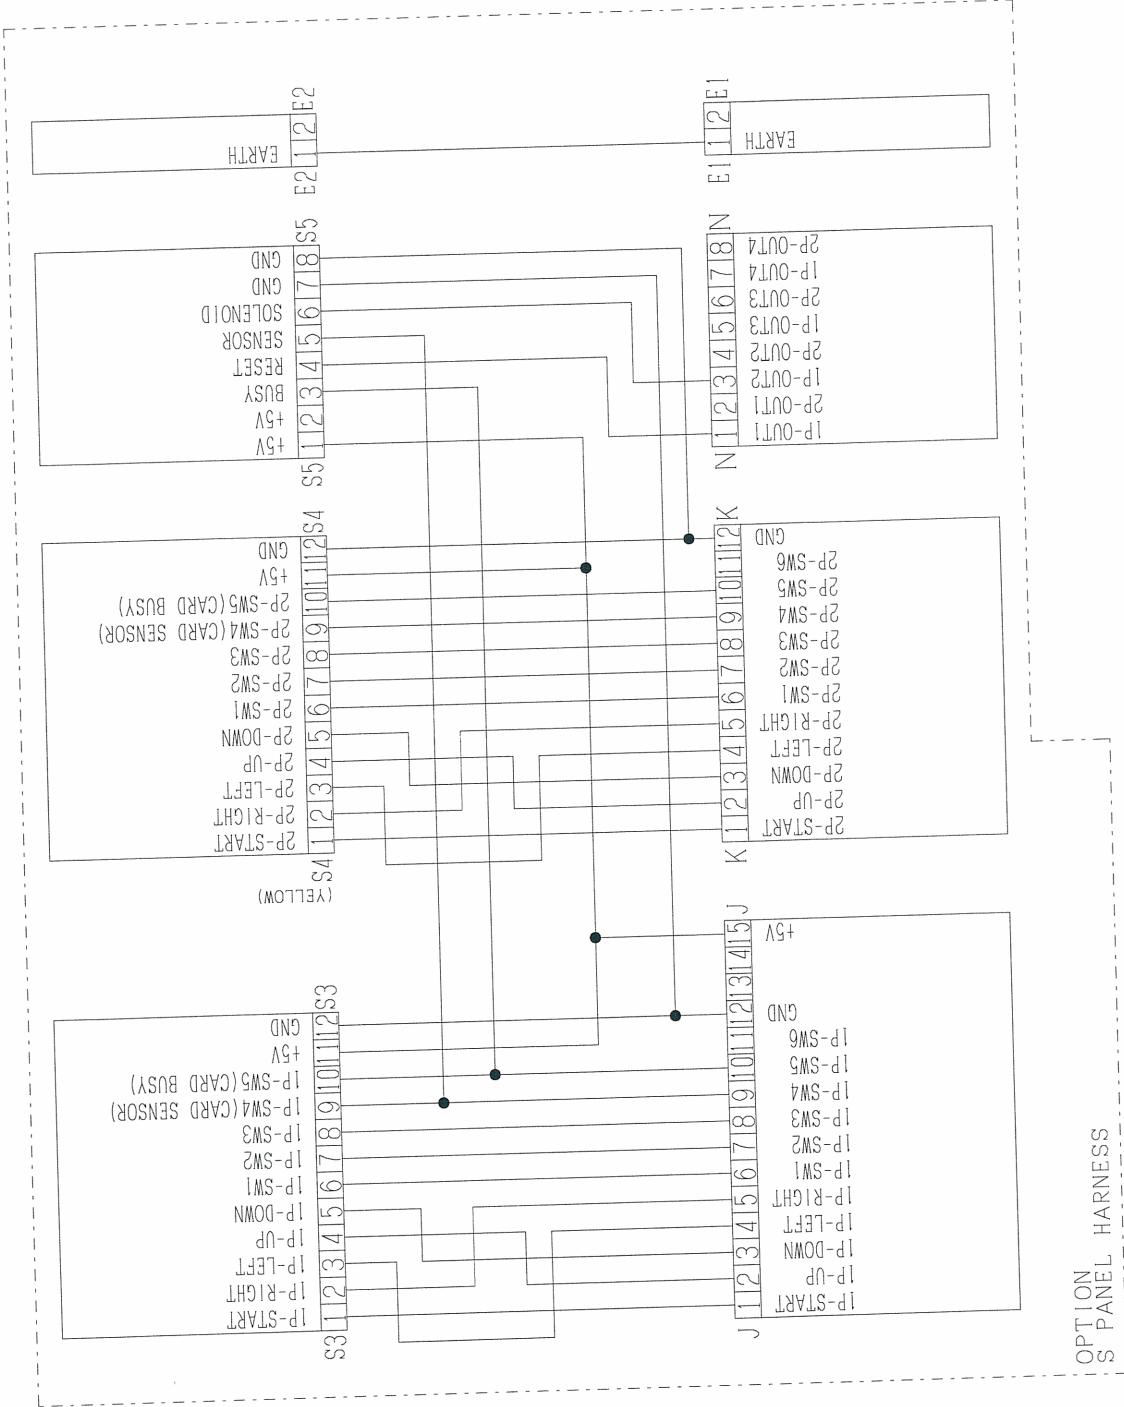 E2
EARTH
1 2
E2
E1
1 2
EARTH
E1
S5
GND
GND
SOLENOID
SENSOR
RESET
BUSY
+5V
+5V
8
7
6
5
4
3
2
1
S5
N
8
7
6
5
4
3
2
1
2P-OUT4
1P-OUT4
2P-OUT3
1P-OUT3
2P-OUT2
1P-OUT2
2P-OUT1
1P-OUT1
N
S4
GND
+5V
2P-SW5(CARD BUSY)
2P-SW4(CARD SENSOR)
2P-SW3
2P-SW2
2P-SW1
2P-DOWN
2P-UP
2P-LEFT
2P-RIGHT
2P-START
12
11
10
9
8
7
6
5
4
3
2
1
S4
(YELLOW)
K
12
11
10
9
8
7
6
5
4
3
2
1
GND
2P-SW6
2P-SW5
2P-SW4
2P-SW3
2P-SW2
2P-SW1
2P-RIGHT
2P-LEFT
2P-DOWN
2P-UP
2P-START
K
S3
GND
+5V
1P-SW5(CARD BUSY)
1P-SW4(CARD SENSOR)
1P-SW3
1P-SW2
1P-SW1
1P-DOWN
1P-UP
1P-LEFT
1P-RIGHT
1P-START
12
11
10
9
8
7
6
5
4
3
2
1
S3
J
15
14
13
12
11
10
9
8
7
6
5
4
3
2
1
+5V
GND
1P-SW6
1P-SW5
1P-SW4
1P-SW3
1P-SW2
1P-SW1
1P-RIGHT
1P-LEFT
1P-DOWN
1P-UP
1P-START
J
OPTION
S PANEL HARNESS